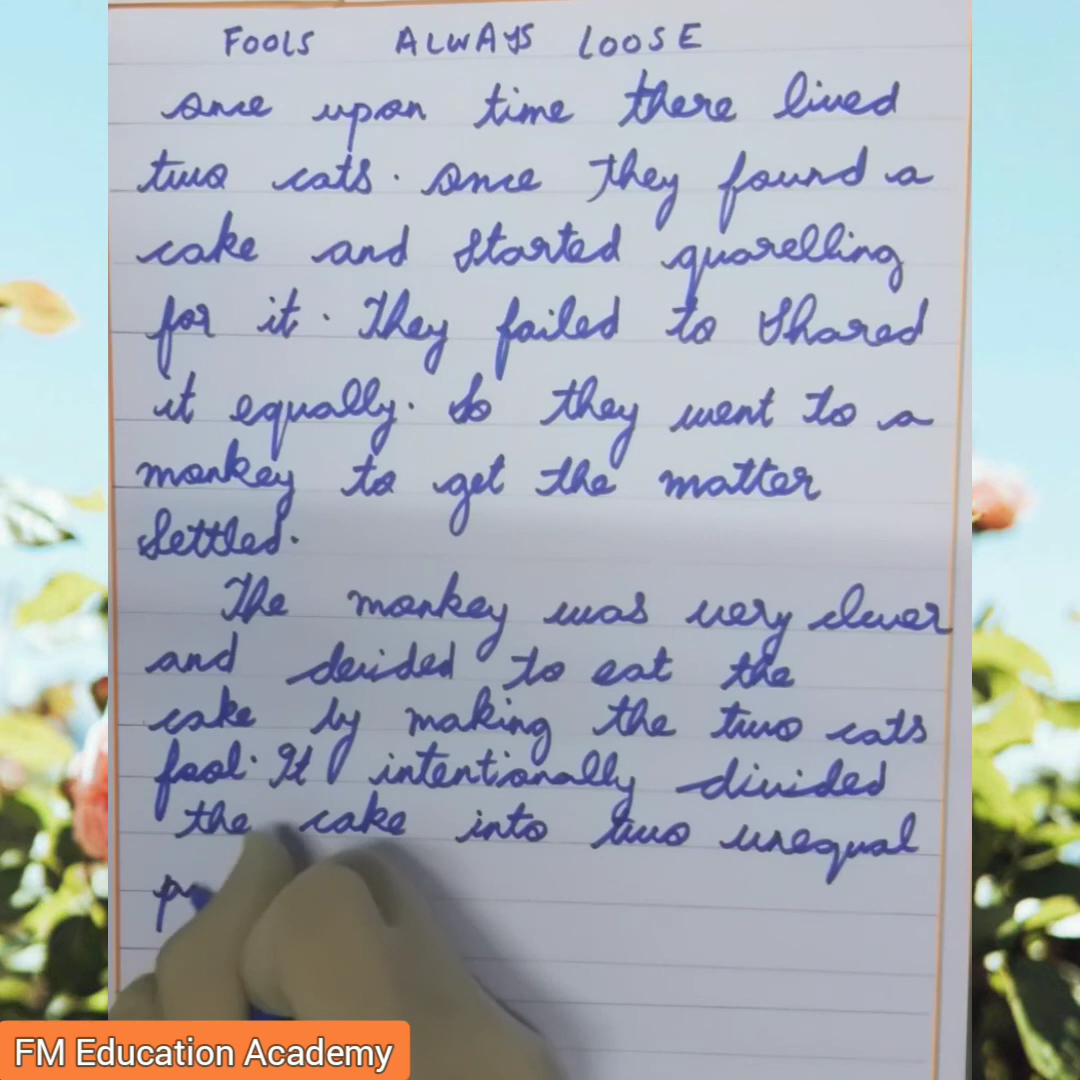 FOOLS ALWAYS LOOSE
once upon time there lived
two cats. Once They found a
cake and started quarelling
for it. They failed to Shared
it equally. So they went to a
monkey to get the matter
Settled.
The monkey was very clever
and decided to eat the
cake by making the two cats
fool. It intentionally divided
the cake into two unequal
FM Education Academy